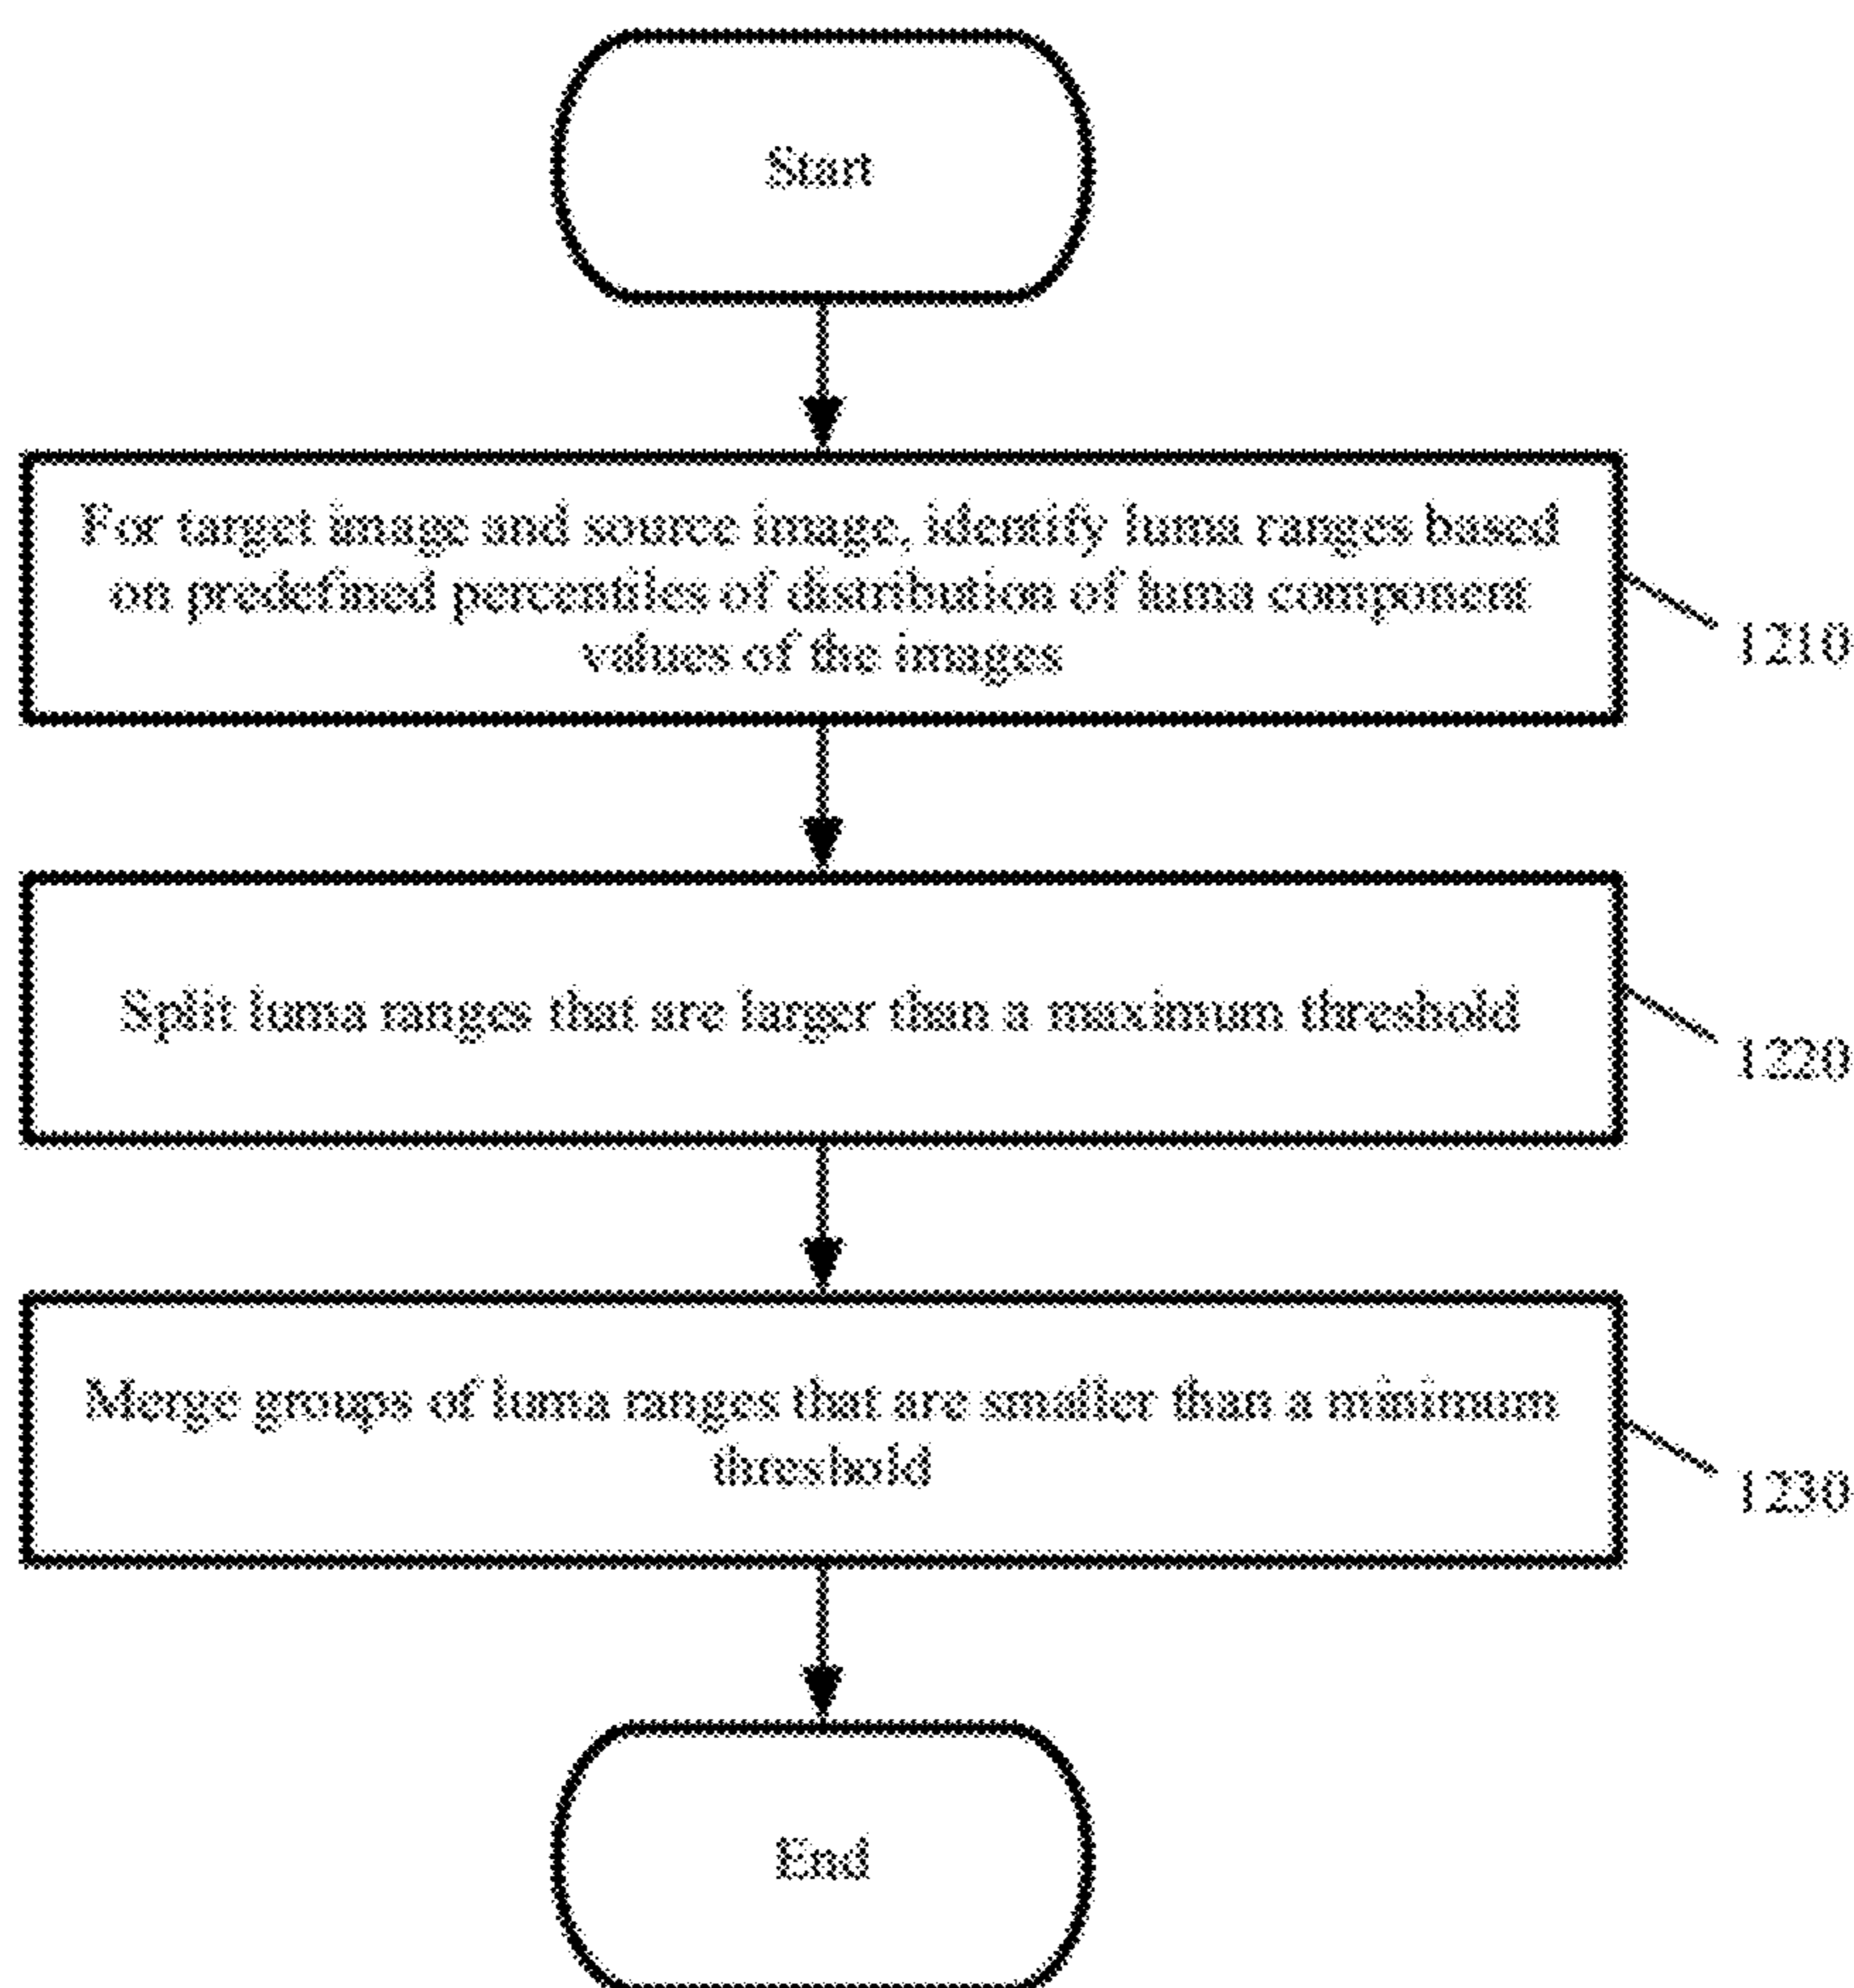 Start
For target image and source image, identify luma ranges based
on predefined percentiles of distribution of luma component
values of the images
1210
Split luma ranges that are larger than a maximum threshold
1220
Merge groups of luma ranges that are smaller than a minimum
threshold
1230
End